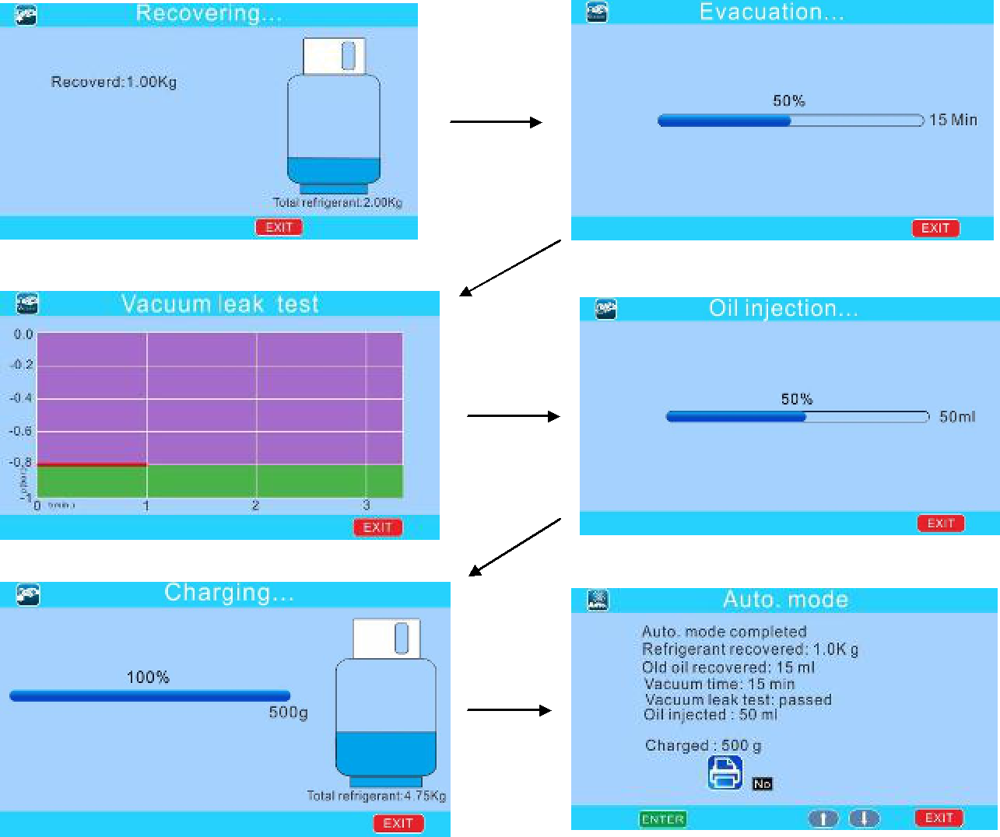 Recovering...
Recoverd:1.00Kg
Total refrigerant:2.00Kg
EXIT
Evacuation...
50%
15 Min
EXIT
Vacuum leak test
0.0
-0.2
-0.4
-0.6
-0.8
-1
0
1
2
3
EXIT
Oil injection...
50%
50ml
EXIT
Charging...
100%
500g
Total refrigerant:4.75Kg
EXIT
Auto. mode
Auto. mode completed
Refrigerant recovered: 1.0K g
Old oil recovered: 15 ml
Vacuum time: 15 min
Vacuum leak test: passed
Oil injected : 50 ml
Charged : 500 g
No
ENTER
EXIT